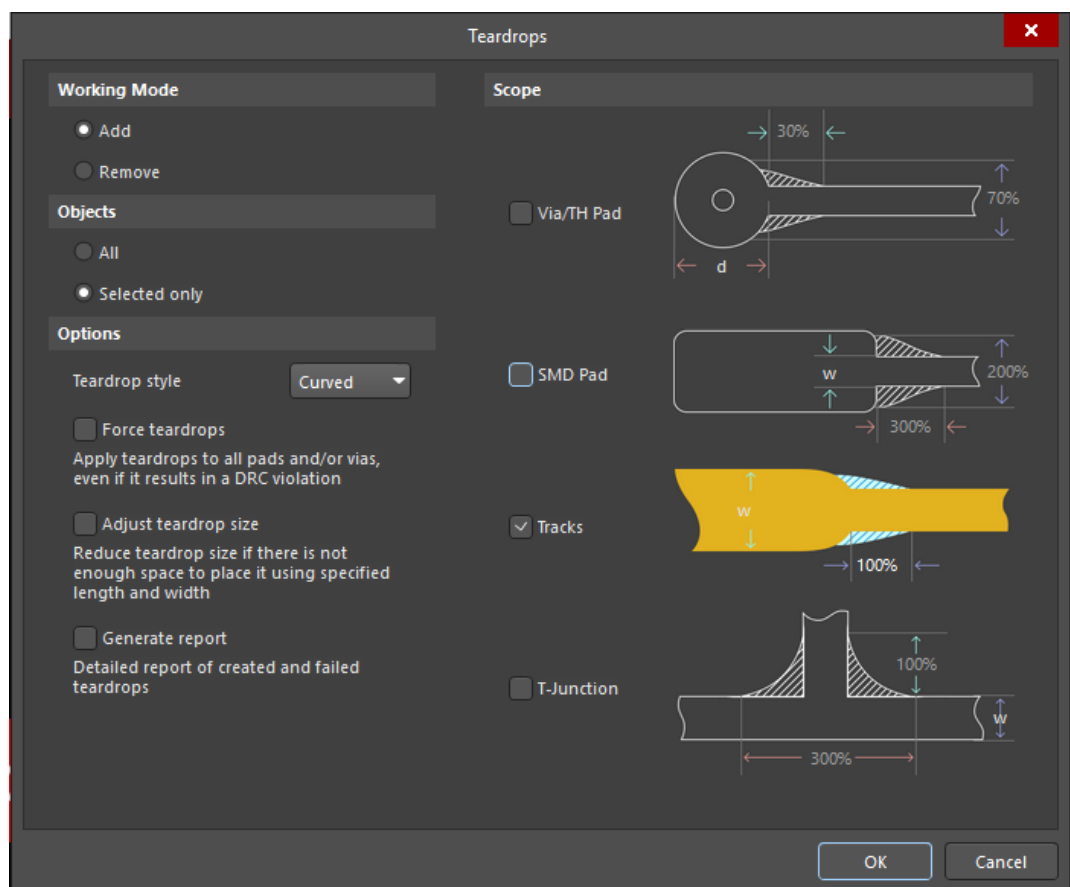 Teardrops
Working Mode
Add
Remove
Objects
All
Selected only
Options
Teardrop style
Curved
Force teardrops
Apply teardrops to all pads and/or vias,
even if it results in a DRC violation
Adjust teardrop size
Reduce teardrop size if there is not
enough space to place it using specified
length and width
Generate report
Detailed report of created and failed
teardrops
Scope
Via/TH Pad
30%
70%
d
SMD Pad
w
200%
300%
Tracks
w
100%
T-Junction
100%
w
300%
OK
Cancel